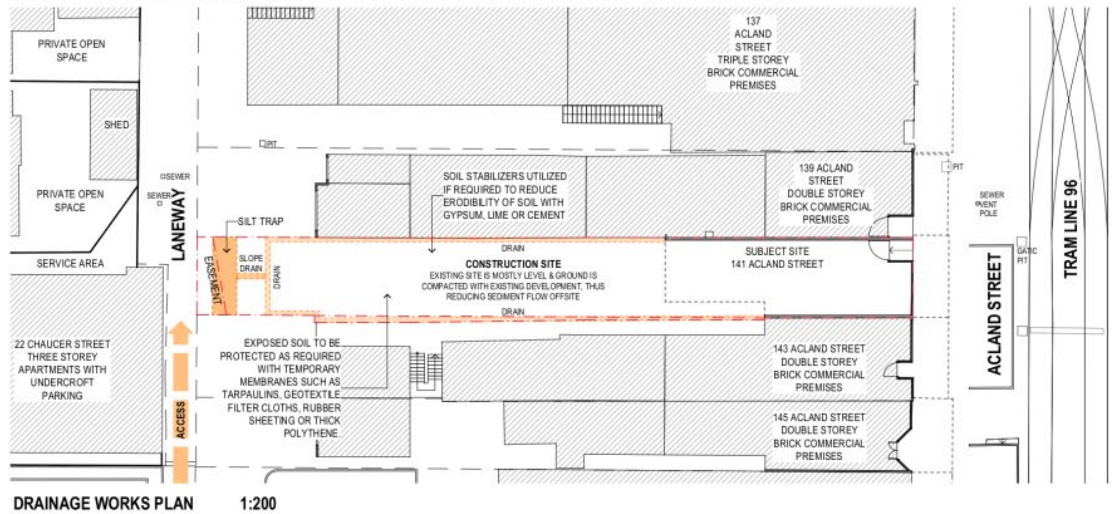 137
ACLAND
STREET
TRIPLE STOREY
BRICK COMMERCIAL
PREMISES
PRIVATE OPEN
SPACE
SHED
PIT
SEWER
SEWER
PRIVATE OPEN
SPACE
LANEWAY
SILT TRAP
SOIL STABILIZERS UTILIZED
IF REQUIRED TO REDUCE
ERODIBILITY OF SOIL WITH
GYPSUM, LIME OR CEMENT
139 ACLAND
STREET
DOUBLE STOREY
BRICK COMMERCIAL
PREMISES
PIT
SEWER
VENT
POLE
TRAM LINE 96
SERVICE AREA
EASEMENT
SLOPE
DRAIN
DRAIN
DRAIN
CONSTRUCTION SITE
EXISTING SITE IS MOSTLY LEVEL & GROUND IS
COMPACTED WITH EXISTING DEVELOPMENT, THUS
REDUCING SEDIMENT FLOW OFFSITE
DRAIN
SUBJECT SITE
141 ACLAND STREET
GATIC
PIT
ACLAND STREET
22 CHAUCER STREET
THREE STOREY
APARTMENTS WITH
UNDERCROFT
PARKING
ACCESS
EXPOSED SOIL TO BE
PROTECTED AS REQUIRED
WITH TEMPORARY
MEMBRANES SUCH AS
TARPAULINS, GEOTEXTILE
FILTER CLOTHS, RUBBER
SHEETING OR THICK
POLYTHENE.
143 ACLAND STREET
DOUBLE STOREY
BRICK COMMERCIAL
PREMISES
145 ACLAND STREET
DOUBLE STOREY
BRICK COMMERCIAL
PREMISES
DRAINAGE WORKS PLAN 1:200